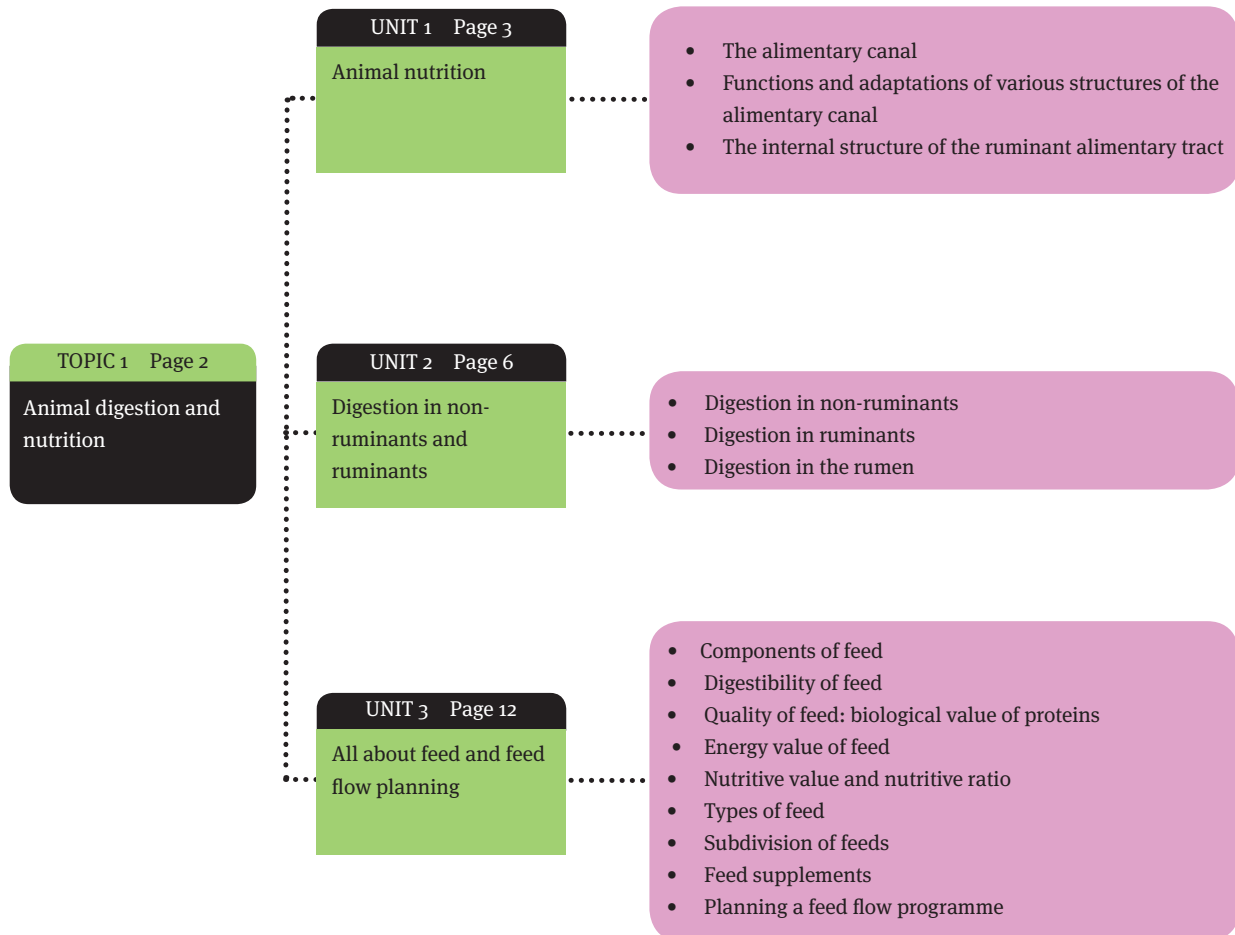 TOPIC 1 Page 2
Animal digestion and
nutrition
UNIT 1 Page 3
Animal nutrition
• The alimentary canal
• Functions and adaptations of various structures of the
alimentary canal
• The internal structure of the ruminant alimentary tract
UNIT 2 Page 6
Digestion in non-
ruminants and
ruminants
• Digestion in non-ruminants
• Digestion in ruminants
• Digestion in the rumen
UNIT 3 Page 12
All about feed and feed
flow planning
• Components of feed
• Digestibility of feed
• Quality of feed: biological value of proteins
• Energy value of feed
• Nutritive value and nutritive ratio
• Types of feed
• Subdivision of feeds
• Feed supplements
• Planning a feed flow programme